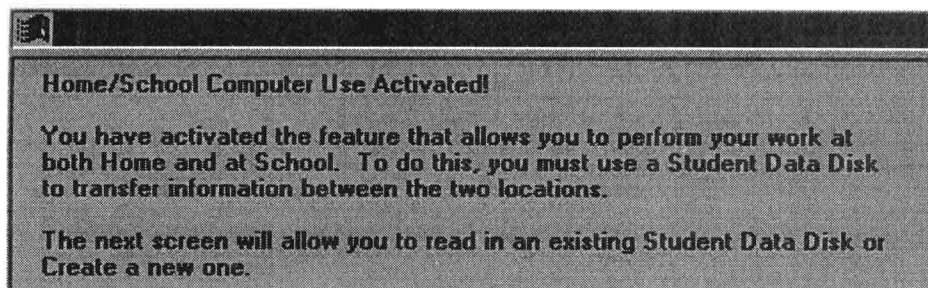 Home/School Computer Use Activated!
You have activated the feature that allows you to perform your work at
both Home and at School.  To do this, you must use a Student Data Disk
to transfer information between the two locations.
The next screen will allow you to read in an existing Student Data Disk or
Create a new one.